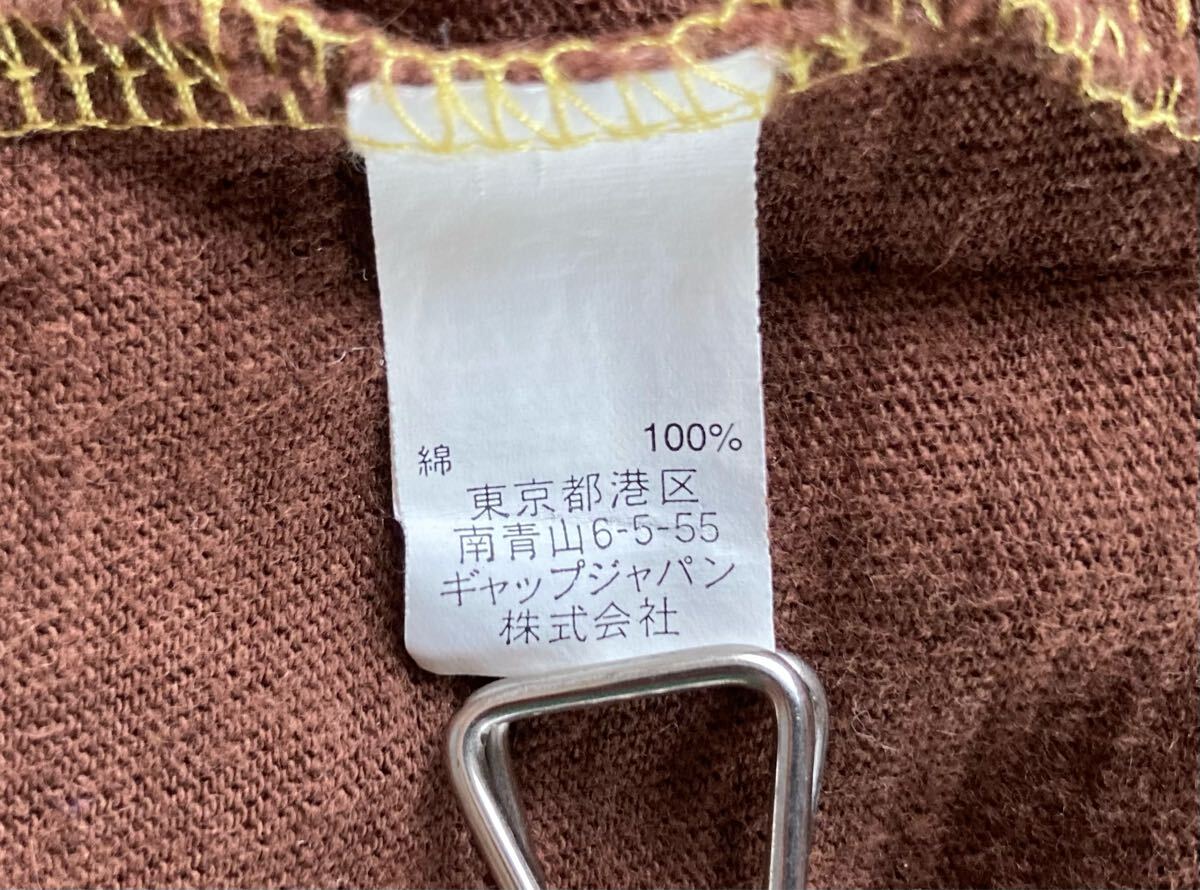 綿 100%
東京都港区
南青山6-5-55
ギャップジャパン
株式会社